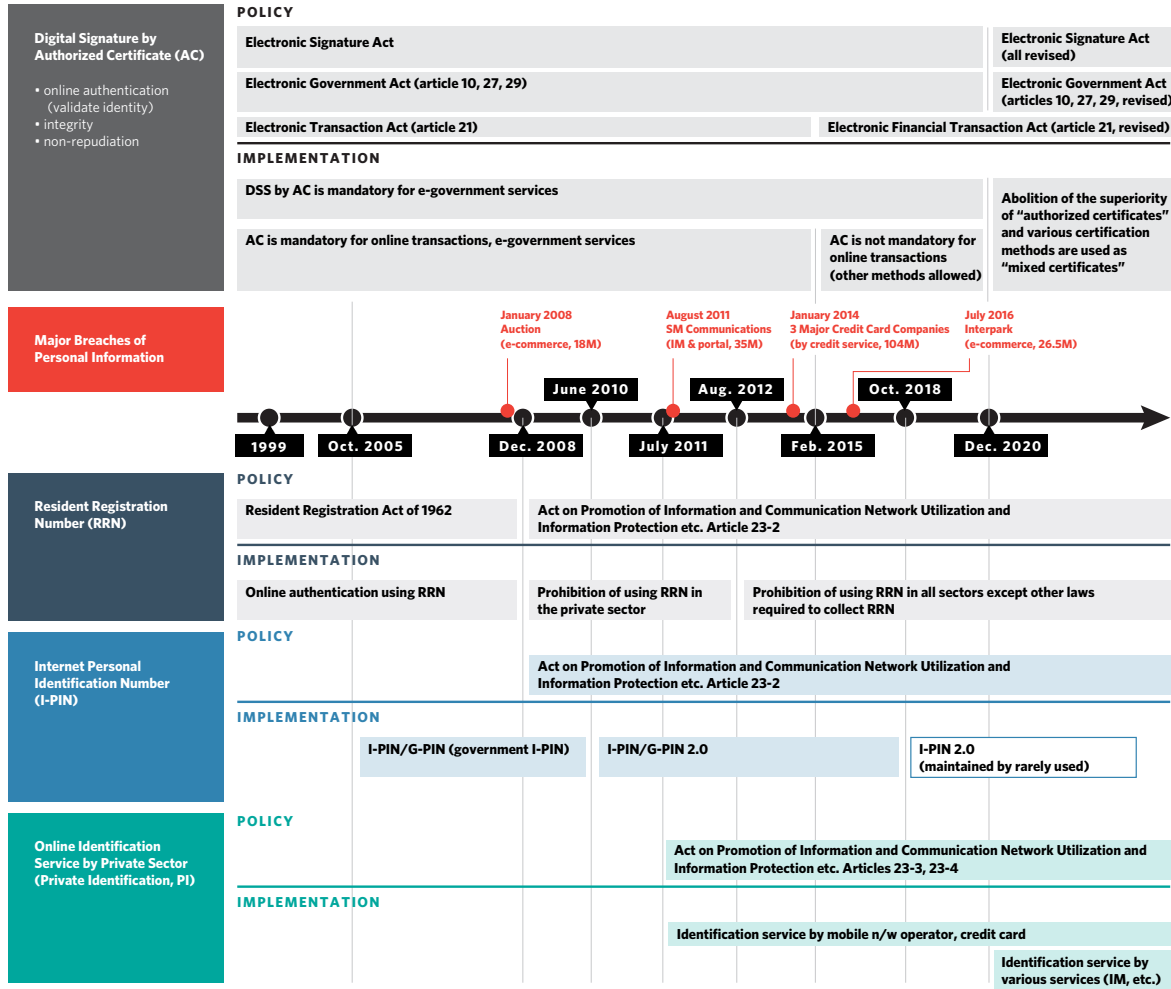 POLICY
Digital Signature by
Authorized Certificate (AC)
▪ online authentication
(validate identity)
▪ integrity
▪ non-repudiation
Electronic Signature Act
Electronic Signature Act
(all revised)
Electronic Government Act (article 10, 27, 29)
Electronic Government Act
(articles 10, 27, 29, revised)
Electronic Transaction Act (article 21)
Electronic Financial Transaction Act (article 21, revised)
IMPLEMENTATION
DSS by AC is mandatory for e-government services
Abolition of the superiority
of “authorized certificates”
and various certification
methods are used as
“mixed certificates”
AC is mandatory for online transactions, e-government services
AC is not mandatory for
online transactions
(other methods allowed)
Major Breaches of
Personal Information
January 2008
Auction
(e-commerce, 18M)
August 2011
SM Communications
(IM & portal, 35M)
January 2014
3 Major Credit Card Companies
(by credit service, 104M)
July 2016
Interpark
(e-commerce, 26.5M)
June 2010
Aug. 2012
Oct. 2018
1999
Oct. 2005
Dec. 2008
July 2011
Feb. 2015
Dec. 2020
POLICY
Resident Registration
Number (RRN)
Resident Registration Act of 1962
Act on Promotion of Information and Communication Network Utilization and
Information Protection etc. Article 23-2
IMPLEMENTATION
Online authentication using RRN
Prohibition of using RRN in
the private sector
Prohibition of using RRN in all sectors except other laws
required to collect RRN
POLICY
Internet Personal
Identification Number
(I-PIN)
Act on Promotion of Information and Communication Network Utilization and
Information Protection etc. Article 23-2
IMPLEMENTATION
I-PIN/G-PIN (government I-PIN)
I-PIN/G-PIN 2.0
I-PIN 2.0
(maintained by rarely used)
POLICY
Online Identification
Service by Private Sector
(Private Identification, PI)
Act on Promotion of Information and Communication Network Utilization and
Information Protection etc. Articles 23-3, 23-4
IMPLEMENTATION
Identification service by mobile n/w operator, credit card
Identification service by
various services (IM, etc.)